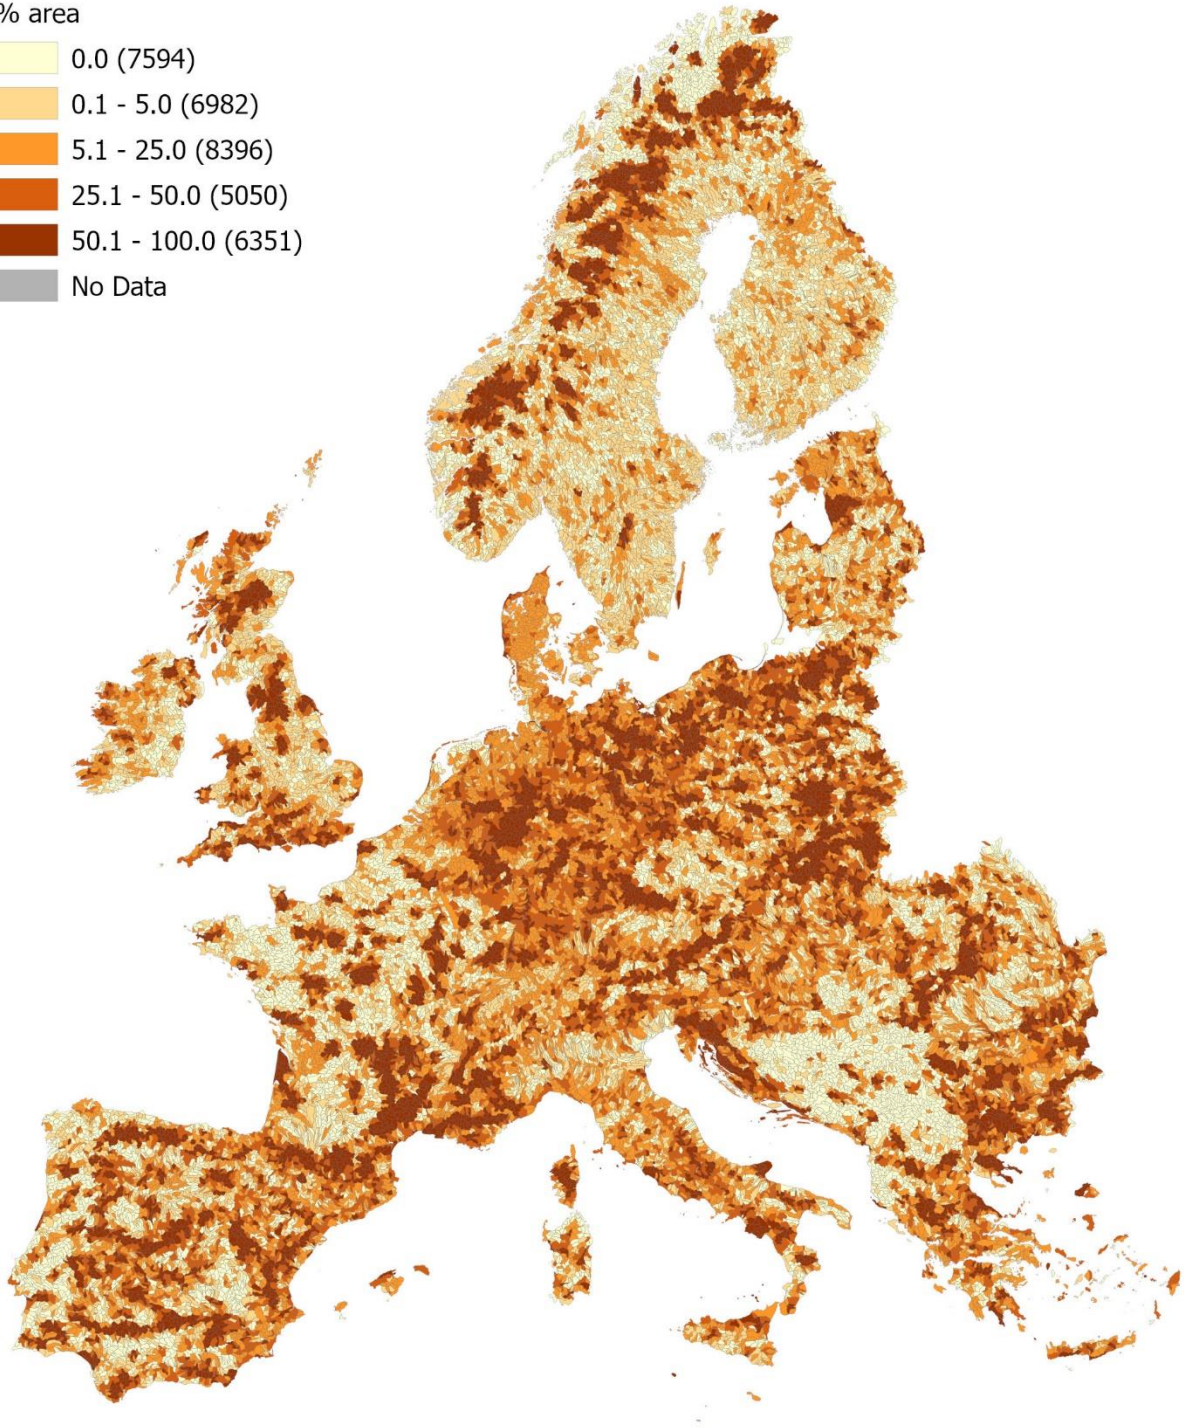 % area
0.0 (7594)
0.1 - 5.0 (6982)
5.1 - 25.0 (8396)
25.1 - 50.0 (5050)
50.1 - 100.0 (6351)
No Data